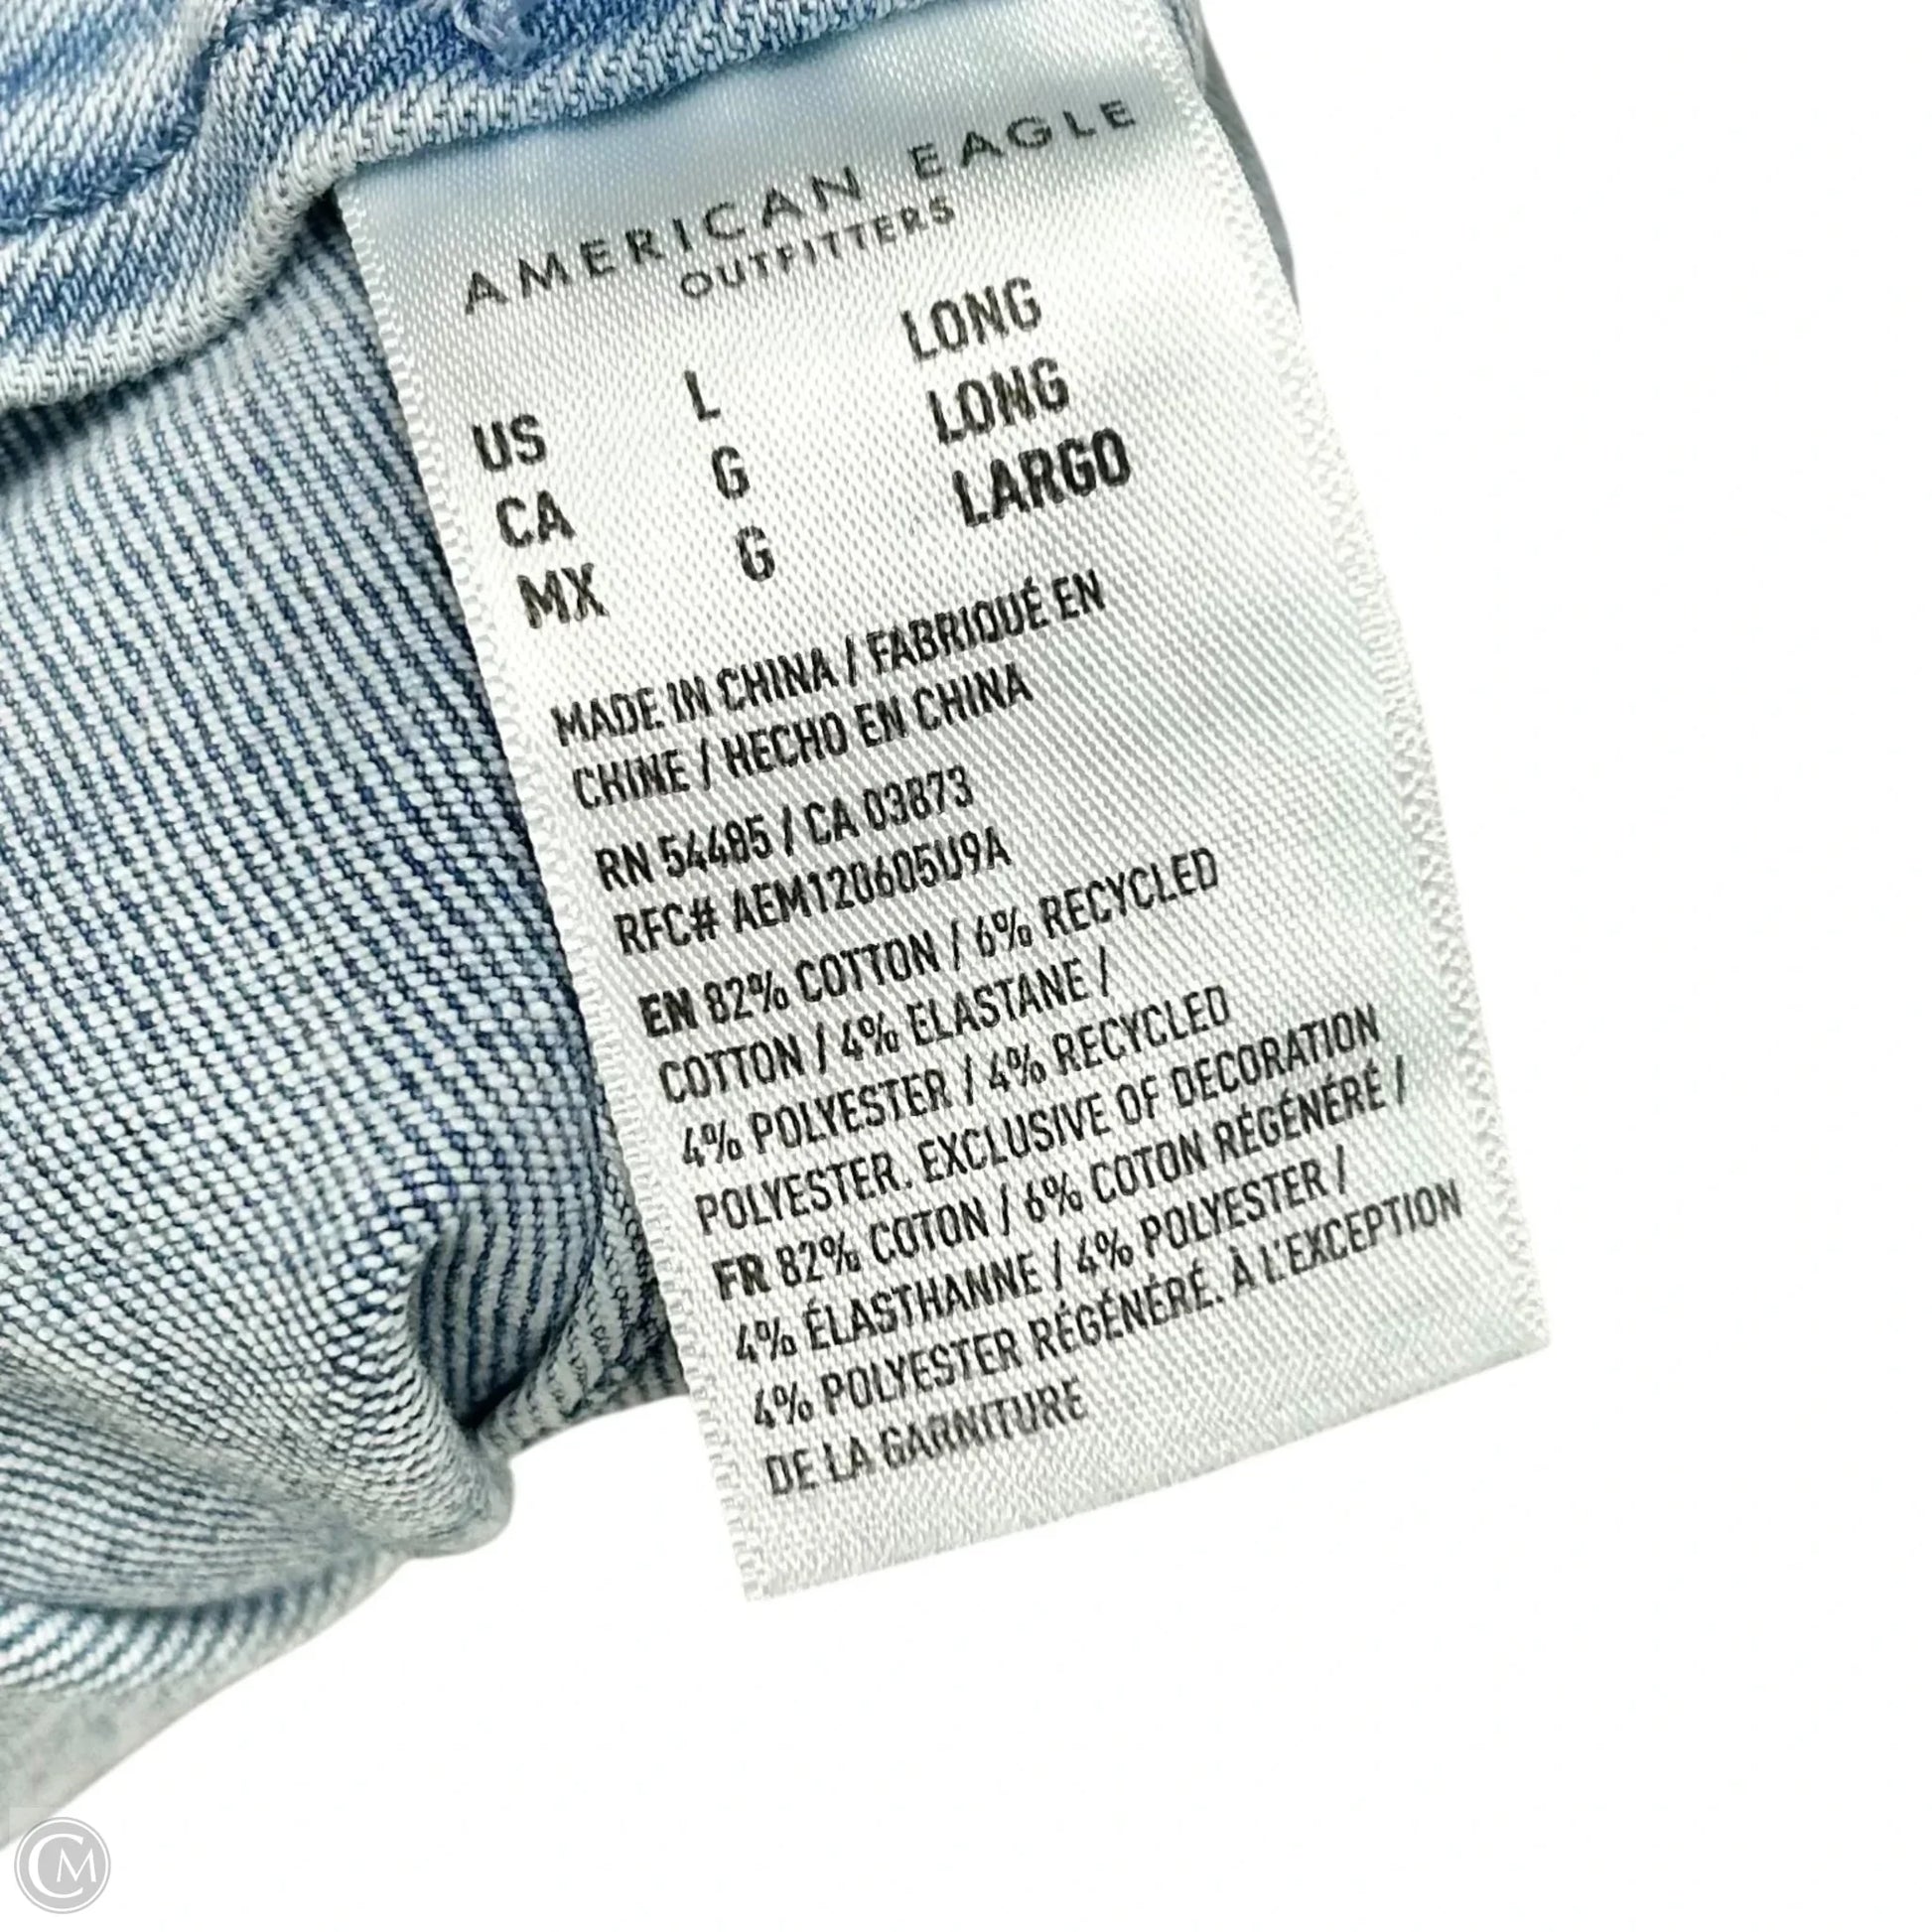 AMERICAN EAGLE
OUTFITTERS
US L LONG
CA G LONG
MX G LARGO
MADE IN CHINA / FABRIQUÉ EN
CHINE / HECHO EN CHINA
RN 54485 / CA 03873
RFC# AEM120605U9A
EN 82% COTTON / 6% RECYCLED
COTTON / 4% ELASTANE /
4% POLYESTER / 4% RECYCLED
POLYESTER. EXCLUSIVE OF DECORATION
FR 82% COTON / 6% COTON RÉGÉNÉRÉ /
4% ÉLASTHANNE / 4% POLYESTER /
4% POLYESTER RÉGÉNÉRÉ. À L'EXCEPTION
DE LA GARNITURE
CM